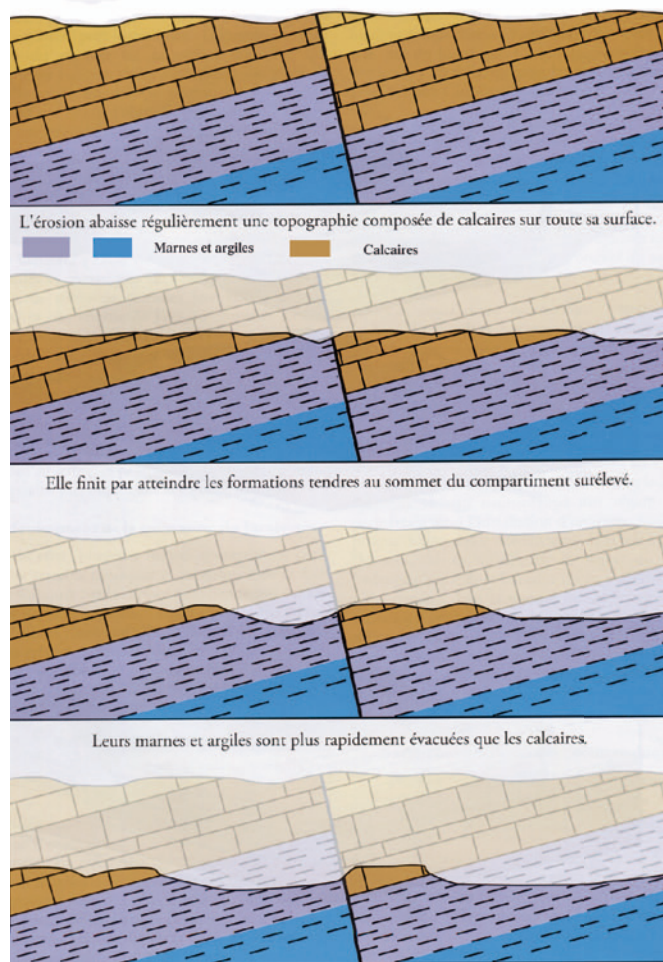 L'érosion abaisse régulièrement une topographie composée de calcaires sur toute sa surface.
Marnes et argiles Calcaires
Elle finit par atteindre les formations tendres au sommet du compartiment surélevé.
Leurs marnes et argiles sont plus rapidement évacuées que les calcaires.